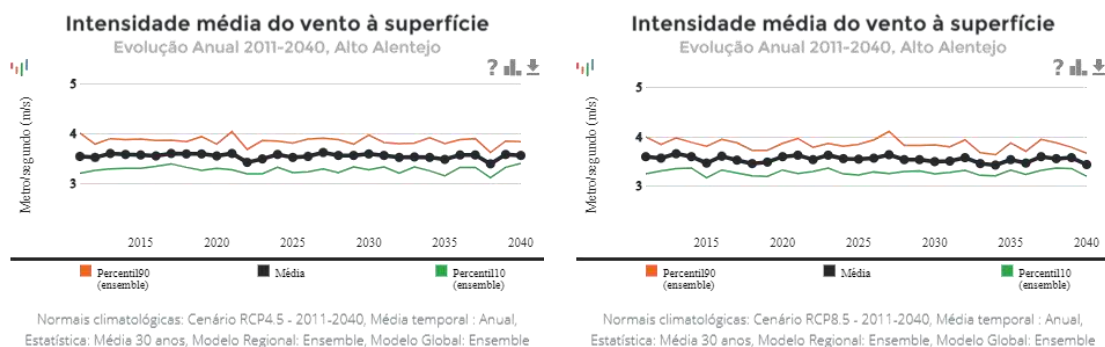 Intensidade média do vento à superfície
Evolução Anual 2011-2040, Alto Alentejo
?
Metro/segundo (m/s)
5
4
3
2015
2020
2025
2030
2035
2040
Percentil90
(ensemble)
Média
Percentil10
(ensemble)
Normais climatológicas: Cenário RCP4.5 - 2011-2040, Média temporal : Anual,
Estatística: Média 30 anos, Modelo Regional: Ensemble, Modelo Global: Ensemble
Intensidade média do vento à superfície
Evolução Anual 2011-2040, Alto Alentejo
?
Metro/segundo (m/s)
5
4
3
2015
2020
2025
2030
2035
2040
Percentil90
(ensemble)
Média
Percentil10
(ensemble)
Normais climatológicas: Cenário RCP8.5 - 2011-2040, Média temporal : Anual,
Estatística: Média 30 anos, Modelo Regional: Ensemble, Modelo Global: Ensemble